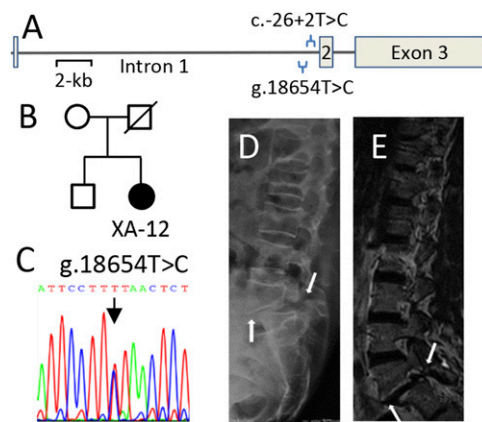 A
c.-26+2T>C
2
Exon 3
2-kb
Intron 1
g.18654T>C
B
XA-12
C
g.18654T>C
ATTCCTTTTAACTCT
D
E